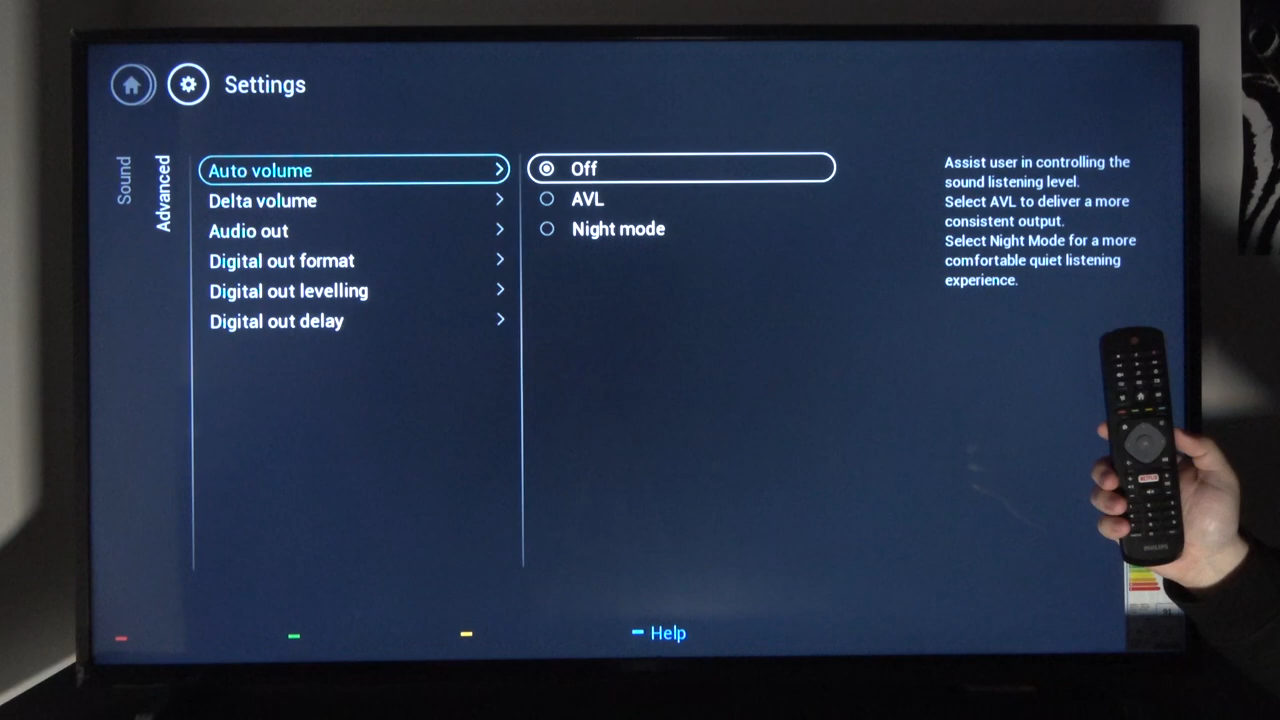 Settings
Sound
Advanced
Auto volume
Delta volume
Audio out
Digital out format
Digital out levelling
Digital out delay
Off
AVL
Night mode
Assist user in controlling the
sound listening level.
Select AVL to deliver a more
consistent output.
Select Night Mode for a more
comfortable quiet listening
experience.
Help
NETFLIX
PHILIPS